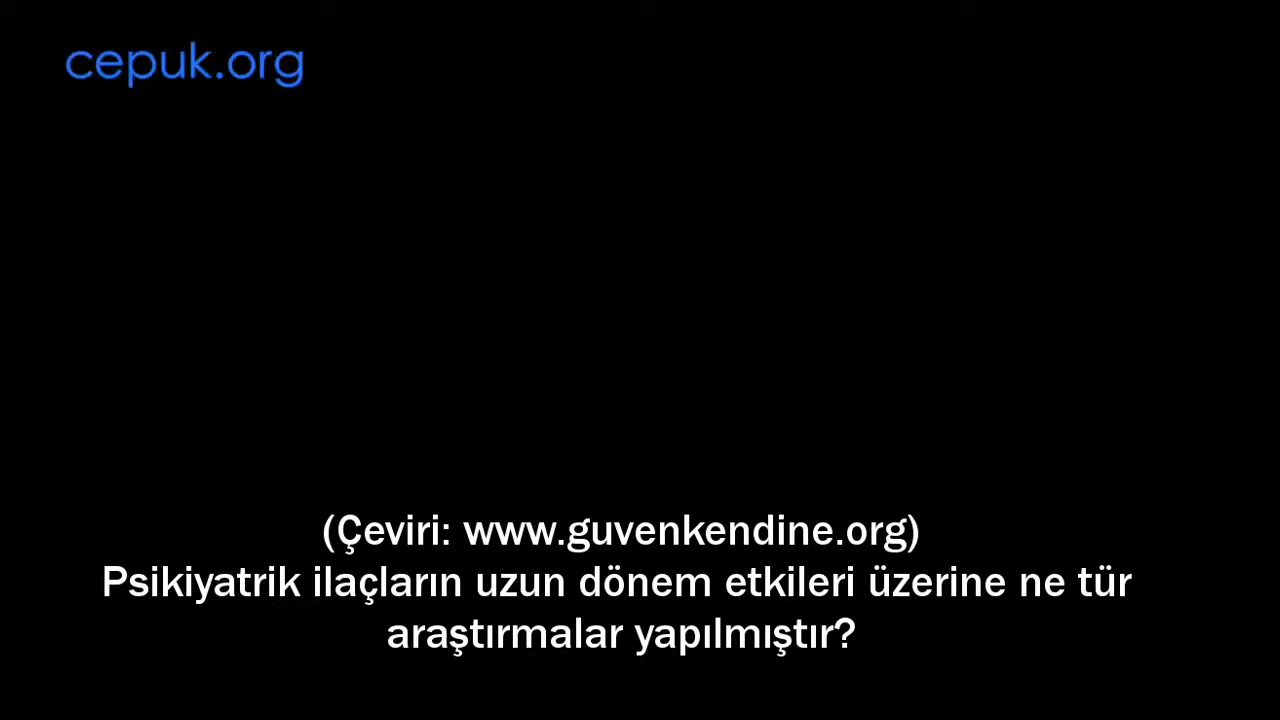 cepuk.org
(Çeviri: www.guvenkendine.org)
Psikiyatrik ilaçların uzun dönem etkileri üzerine ne tür
araştırmalar yapılmıştır?